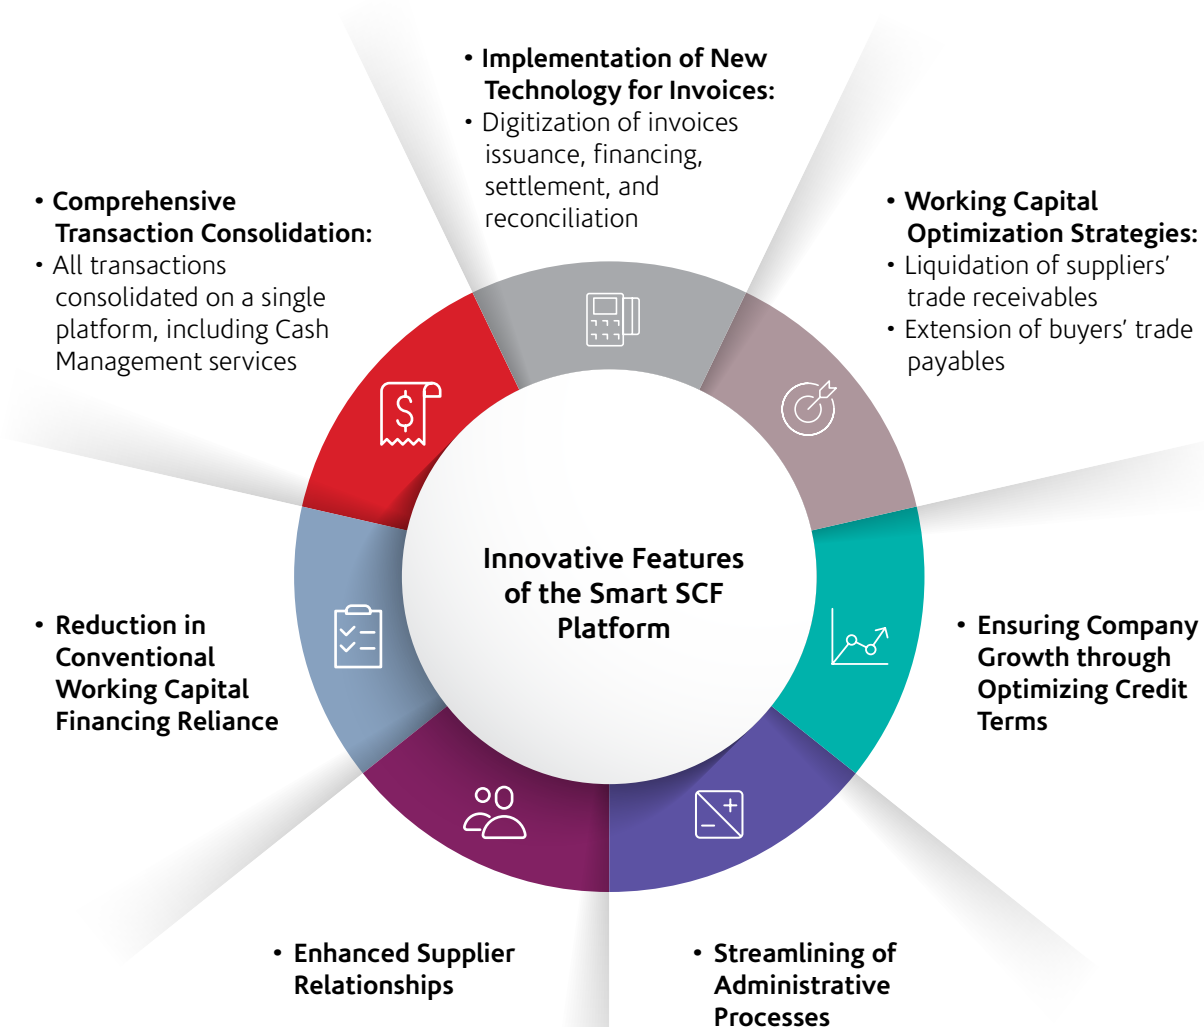 • Implementation of New
Technology for Invoices:
• Digitization of invoices
issuance, financing,
settlement, and
reconciliation
• Comprehensive
Transaction Consolidation:
• All transactions
consolidated on a single
platform, including Cash
Management services
• Working Capital
Optimization Strategies:
• Liquidation of suppliers’
trade receivables
• Extension of buyers’ trade
payables
$
Innovative Features
of the Smart SCF
Platform
• Reduction in
Conventional
Working Capital
Financing Reliance
• Ensuring Company
Growth through
Optimizing Credit
Terms
• Enhanced Supplier
Relationships
• Streamlining of
Administrative
Processes